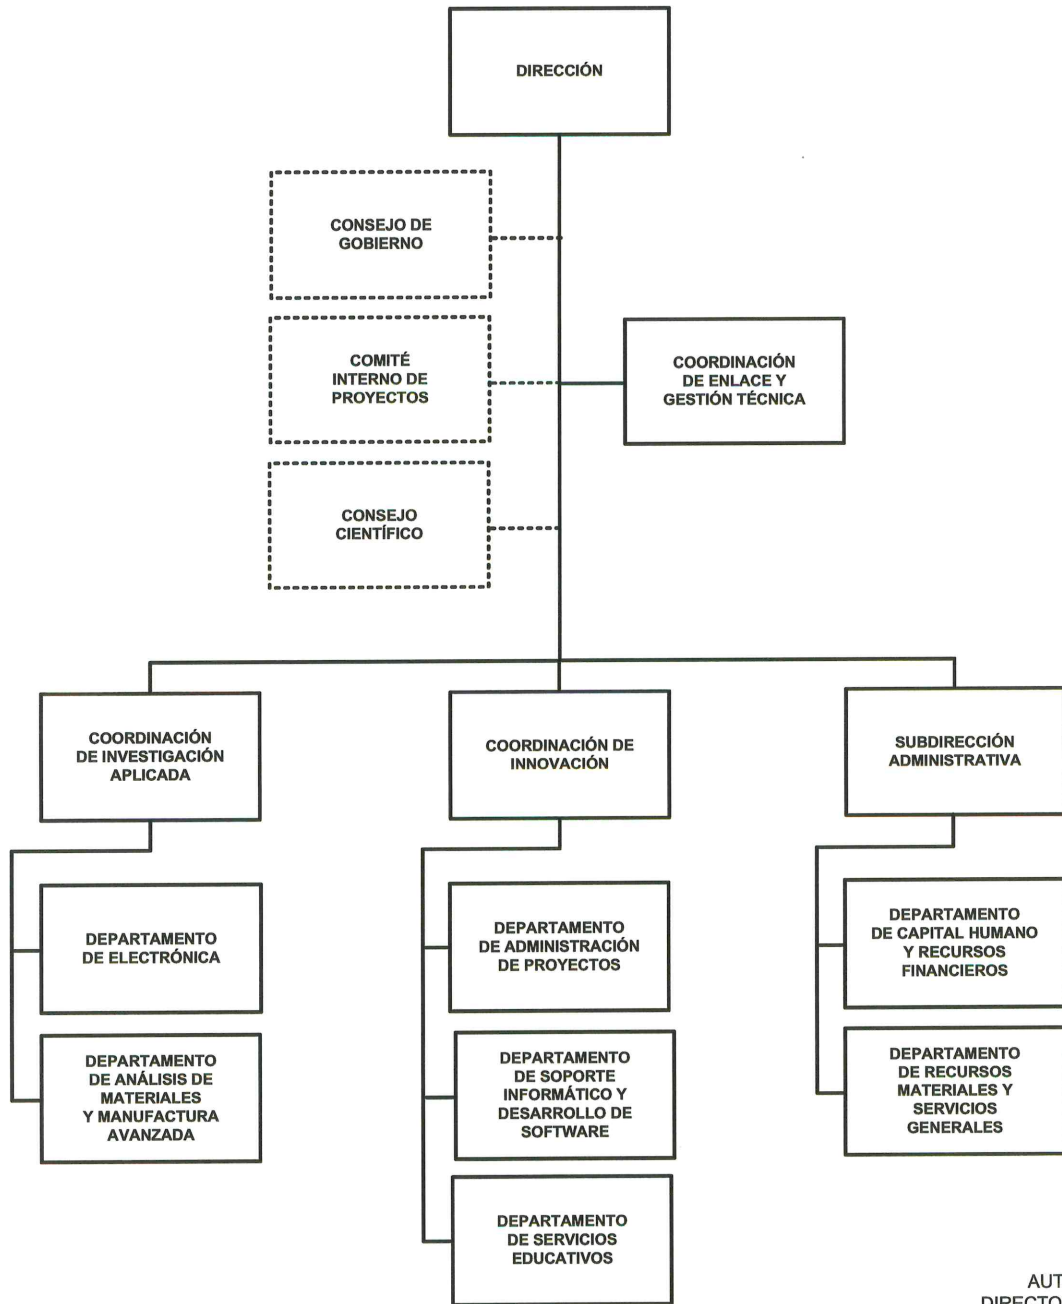 DIRECCIÓN
CONSEJO DE
GOBIERNO
COMITÉ
INTERNO DE
PROYECTOS
COORDINACIÓN
DE ENLACE Y
GESTIÓN TÉCNICA
CONSEJO
CIENTÍFICO
COORDINACIÓN
DE INVESTIGACIÓN
APLICADA
COORDINACIÓN DE
INNOVACIÓN
SUBDIRECCIÓN
ADMINISTRATIVA
DEPARTAMENTO
DE ELECTRÓNICA
DEPARTAMENTO
DE ANÁLISIS DE
MATERIALES
Y MANUFACTURA
AVANZADA
DEPARTAMENTO
DE ADMINISTRACIÓN
DE PROYECTOS
DEPARTAMENTO
DE SOPORTE
INFORMÁTICO Y
DESARROLLO DE
SOFTWARE
DEPARTAMENTO
DE SERVICIOS
EDUCATIVOS
DEPARTAMENTO
DE CAPITAL HUMANO
Y RECURSOS
FINANCIEROS
DEPARTAMENTO
DE RECURSOS
MATERIALES Y
SERVICIOS
GENERALES
AUT
DIRECTO